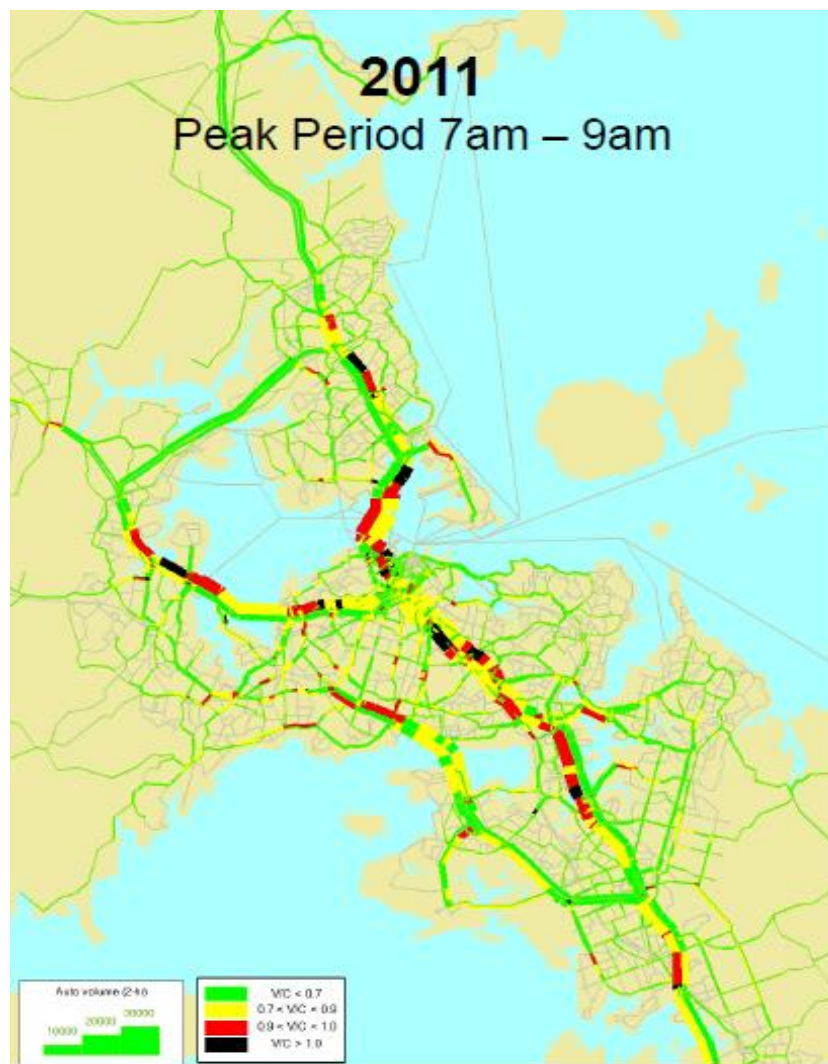 2011
Peak Period 7am – 9am
Auto volume (2-hr)
10000 20000 30000
V/C < 0.7
0.7 < V/C < 0.9
0.9 < V/C < 1.0
V/C > 1.0